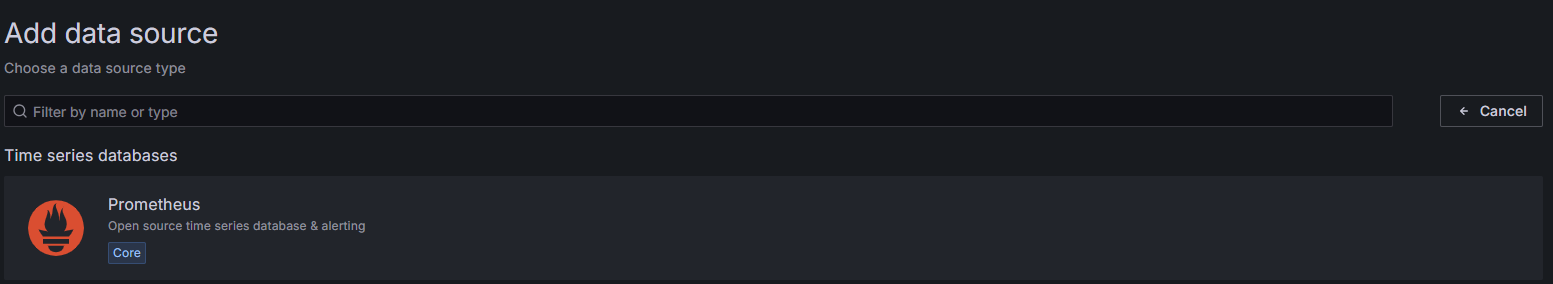 Add data source
Choose a data source type
Filter by name or type
Cancel
Time series databases
Prometheus
Open source time series database & alerting
Core